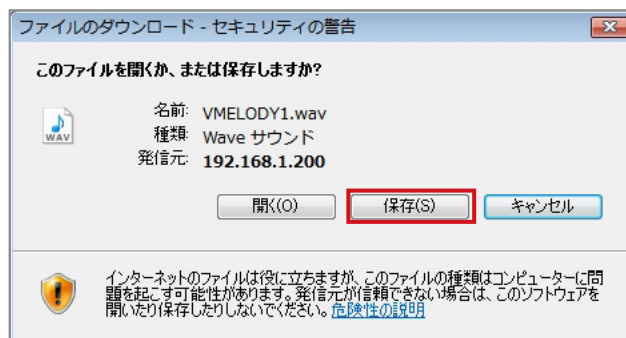 ファイルのダウンロード - セキュリティの警告
このファイルを開くか、または保存しますか?
WAV
名前: VMELODY1.wav
種類: Wave サウンド
発信元: 192.168.1.200
開く(O) 保存(S) キャンセル
インターネットのファイルは役に立ちますが、このファイルの種類はコンピューターに問
題を起こす可能性があります。発信元が信頼できない場合は、このソフトウェアを
開いたり保存したりしないでください。危険性の説明